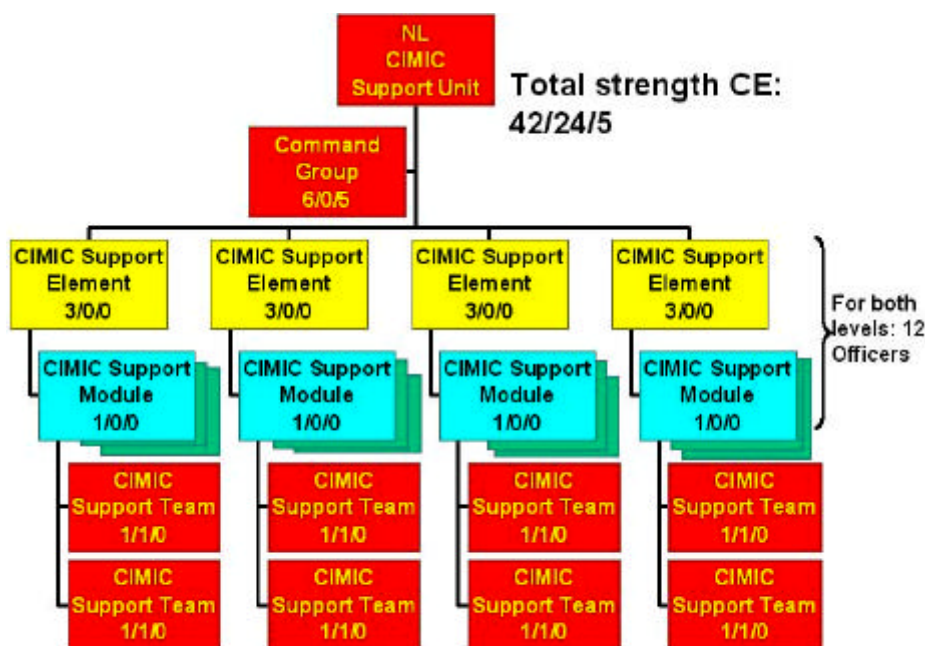 NL
CIMIC
Support Unit
Total strength CE:
42/24/5
Command
Group
6/0/5
CIMIC Support
Element
3/0/0
CIMIC Support
Element
3/0/0
CIMIC Support
Element
3/0/0
CIMIC Support
Element
3/0/0
For both
levels: 12
Officers
CIMIC Support
Module
1/0/0
CIMIC Support
Module
1/0/0
CIMIC Support
Module
1/0/0
CIMIC Support
Module
1/0/0
CIMIC
Support Team
1/1/0
CIMIC
Support Team
1/1/0
CIMIC
Support Team
1/1/0
CIMIC
Support Team
1/1/0
CIMIC
Support Team
1/1/0
CIMIC
Support Team
1/1/0
CIMIC
Support Team
1/1/0
CIMIC
Support Team
1/1/0